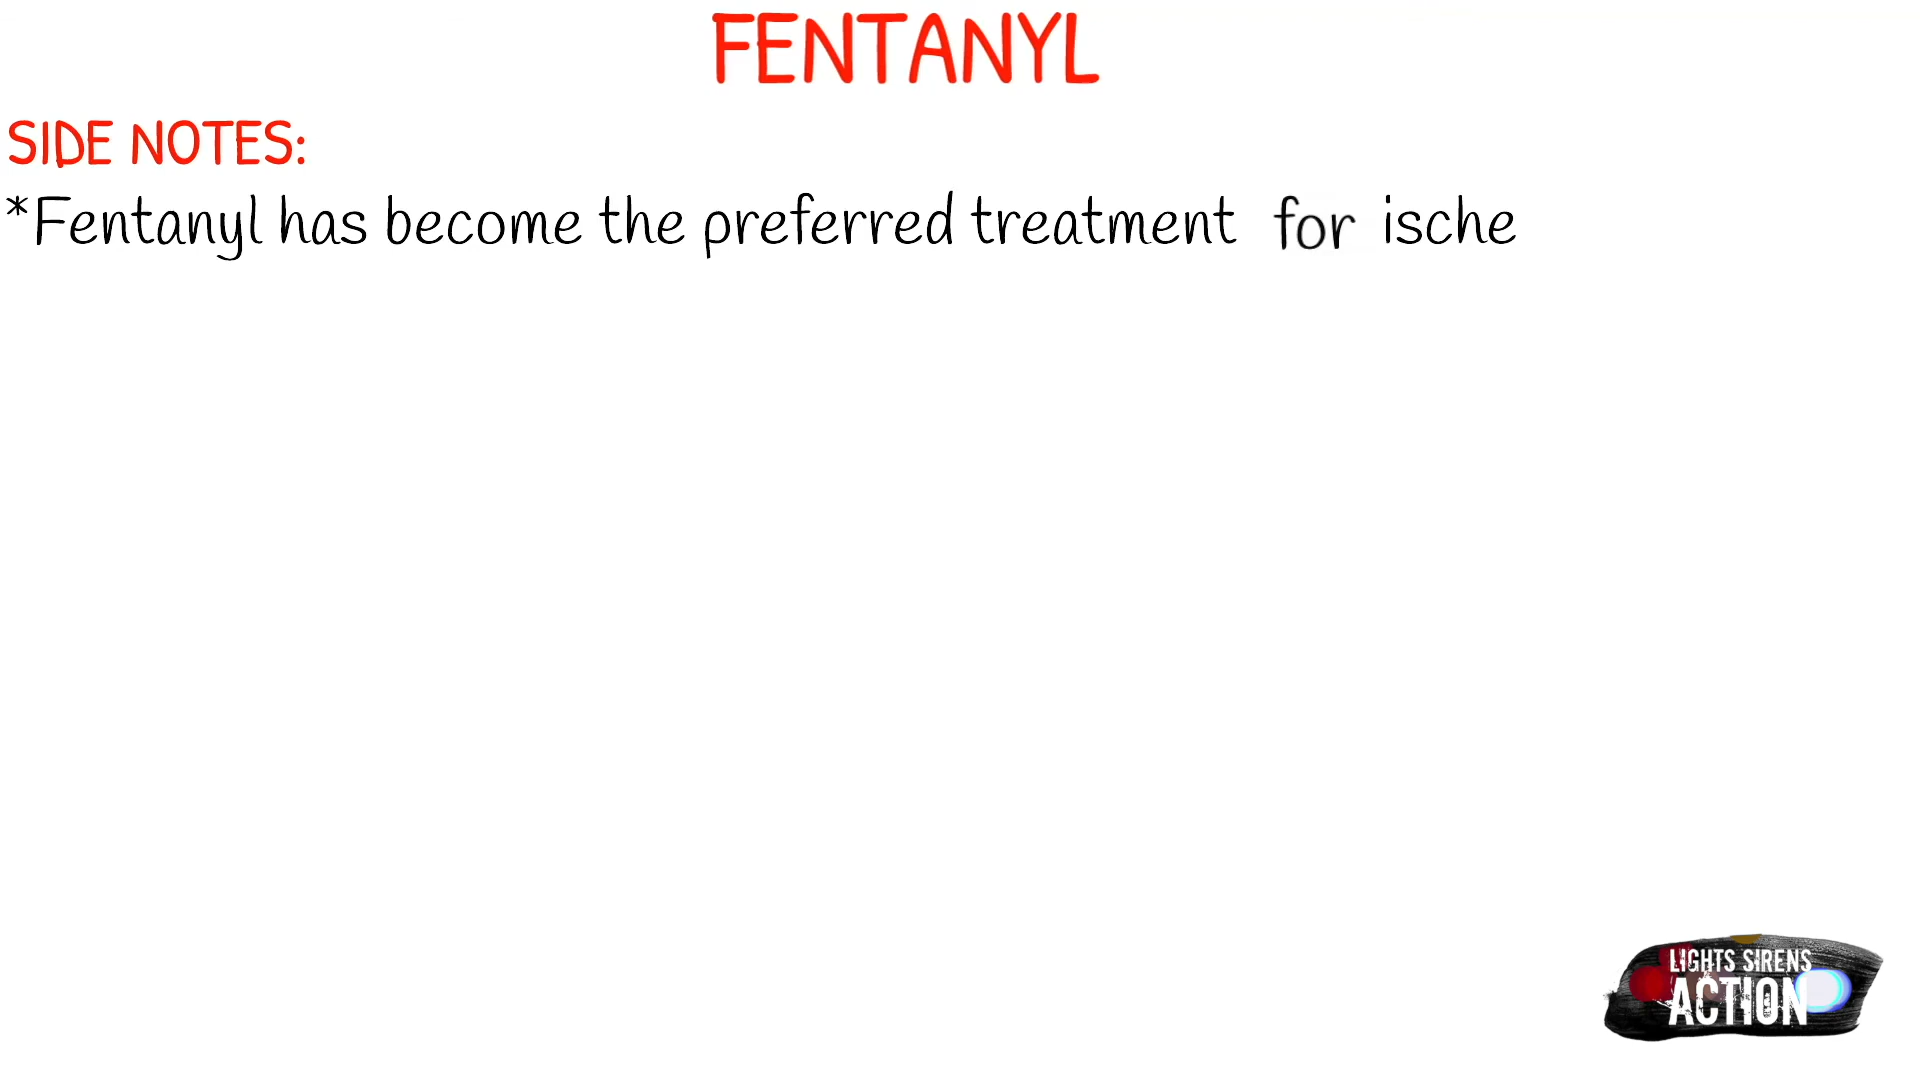 FENTANYL
SIDE NOTES:
*Fentanyl has become the preferred treatment for ische
LIGHTS SIRENS
ACTION